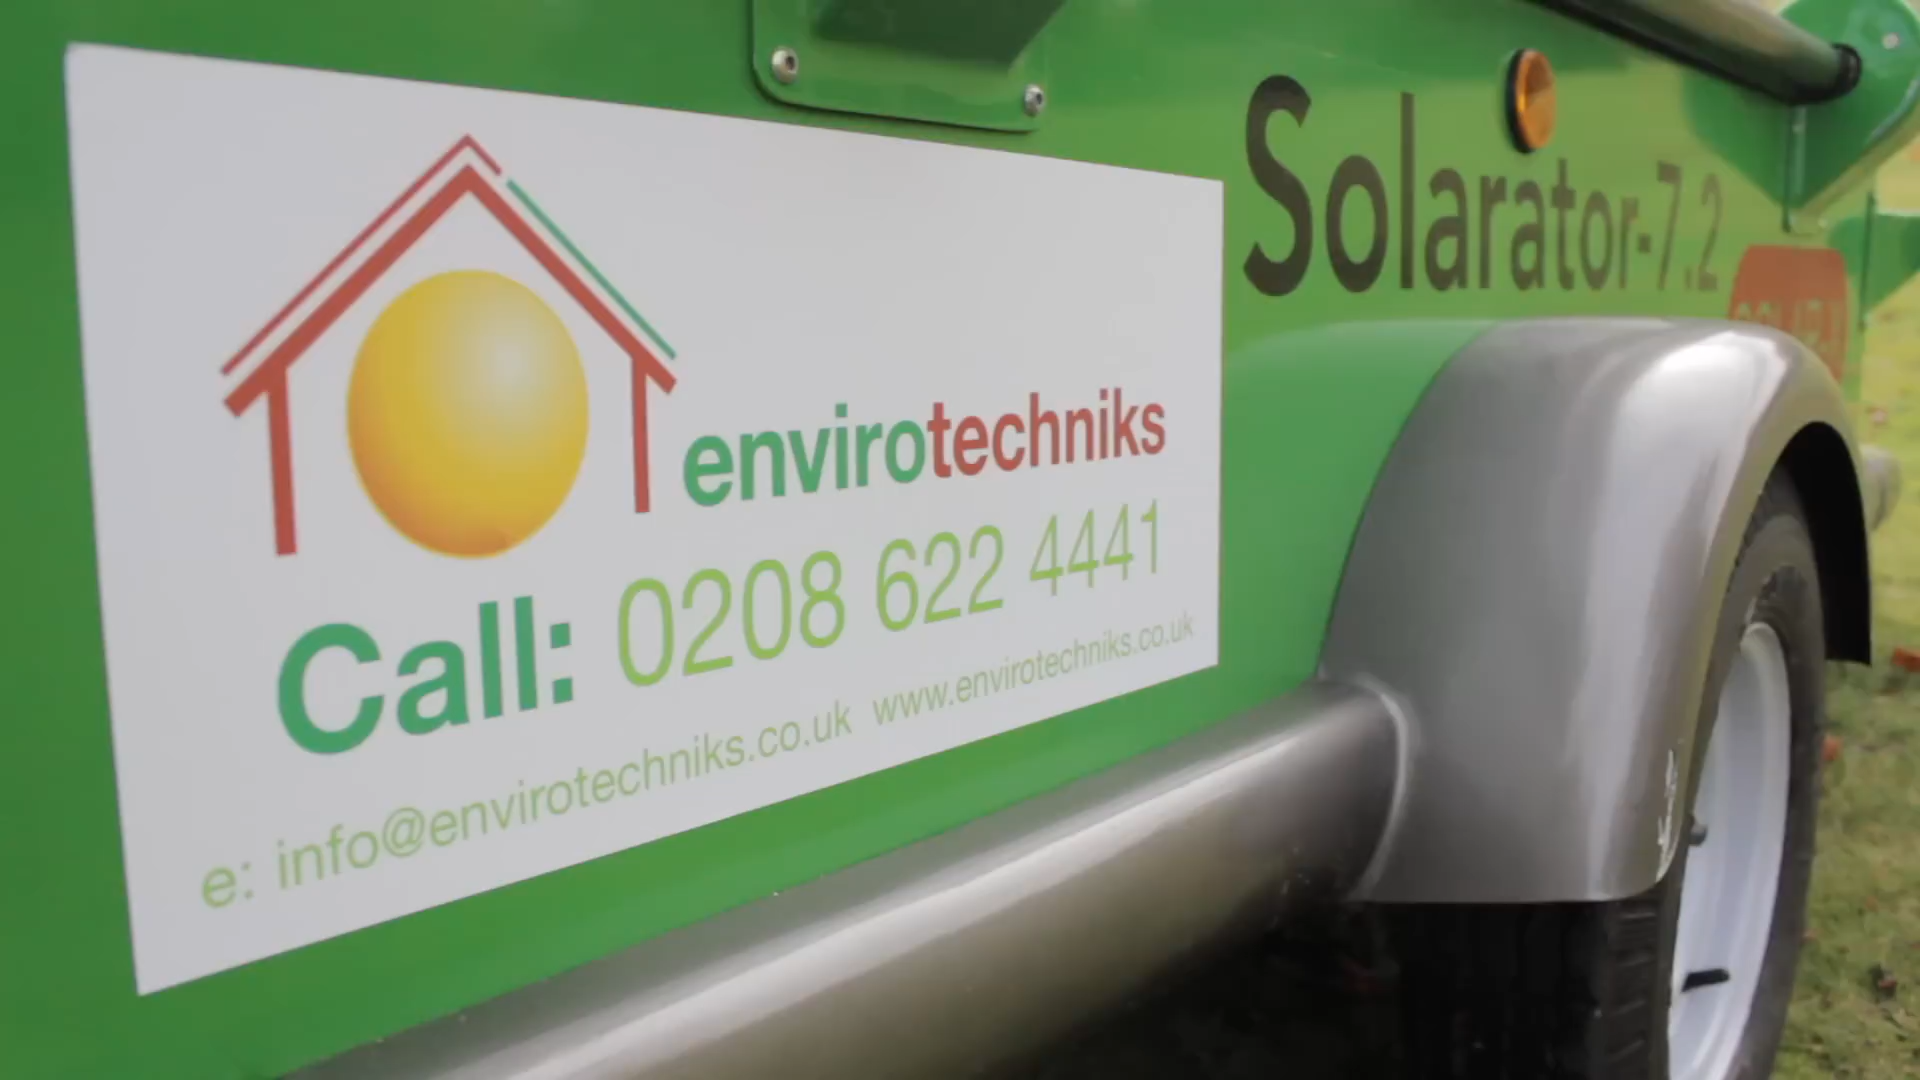 envirotechniks
Call: 0208 622 4441
e: info@envirotechniks.co.uk www.envirotechniks.co.uk
Solarator-7.2